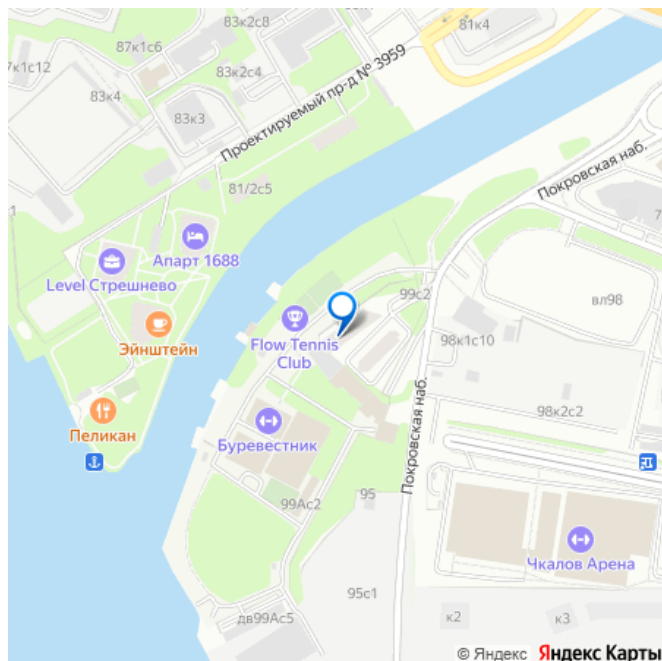 83к2с8
81к4
87к1с6
7к1с12
83к2с4
83к4
83к3
Проектируемый пр-д № 3959
Покровская наб.
81/2с5
1
7
Апарт 1688
Level Стрешнево
99с2
вл98
Эйнштейн
Flow Tennis
Club
98к1с10
Покровская наб.
98к2с2
Пеликан
Буревестник
99Ас2
95
Чкалов Арена
95с1
дв99Ас5
к2
к3
© Яндекс Яндекс Карты